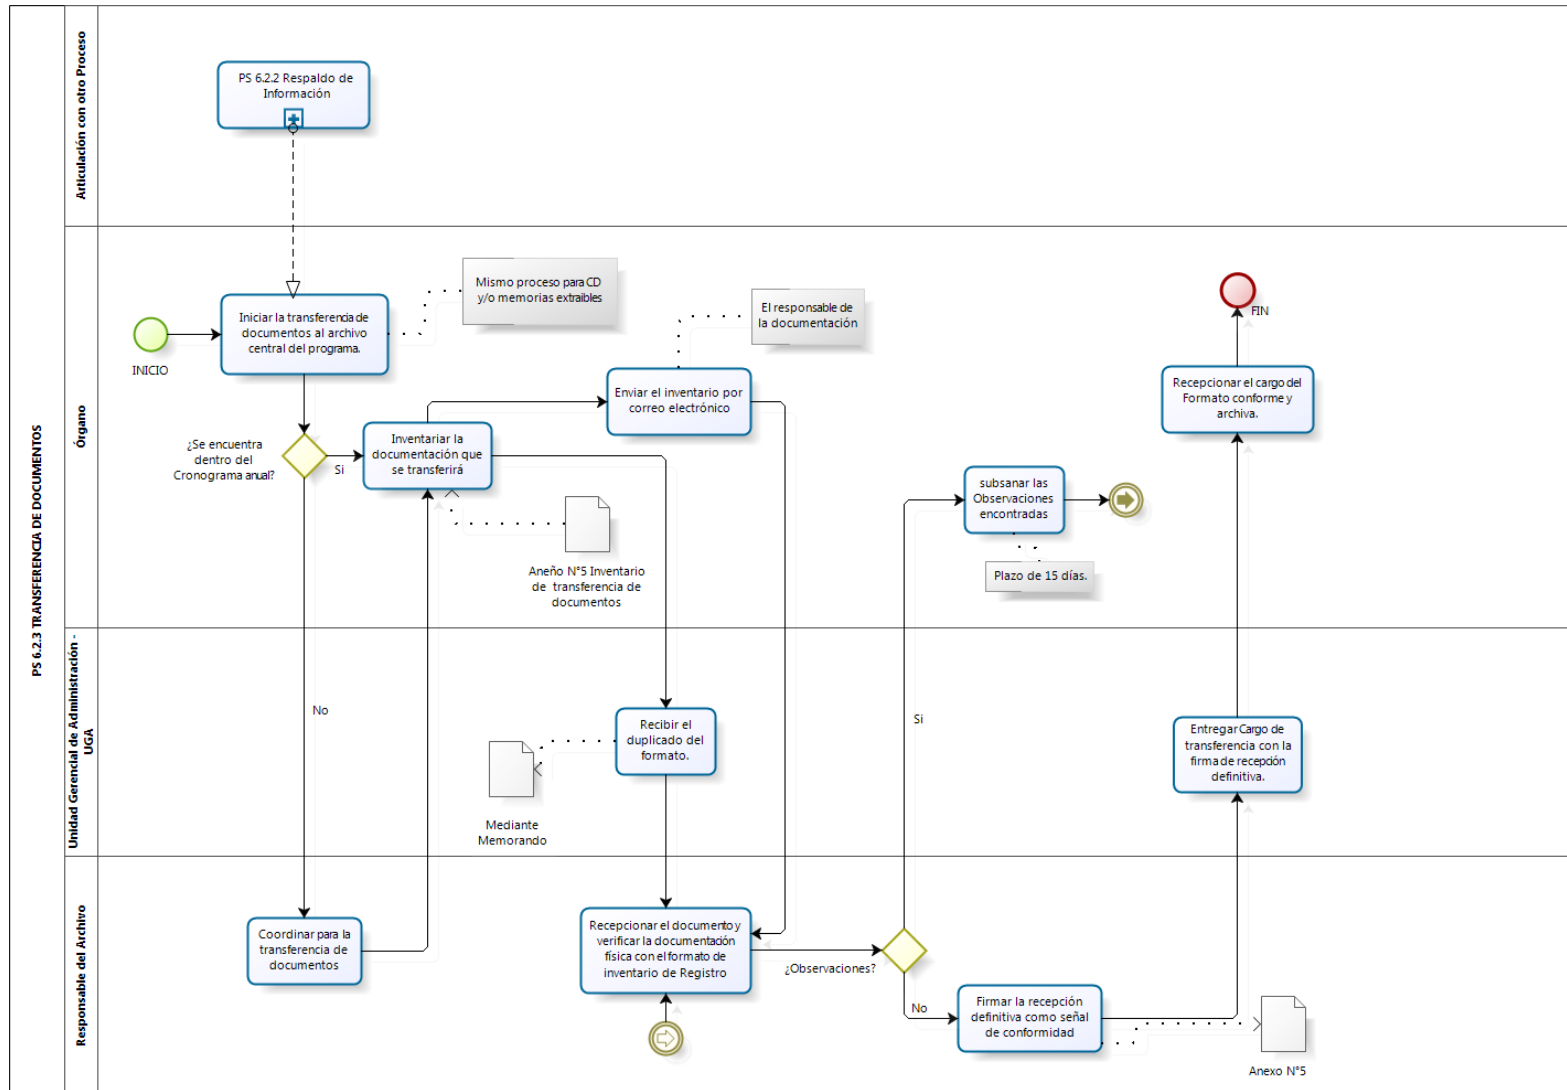 PS 6.2.3 TRANSFERENCIA DE DOCUMENTOS
Articulación con otro Proceso
PS 6.2.2 Respaldo de
Información
Órgano
INICIO
Iniciar la transferencia de
documentos al archivo
central del programa.
Mismo proceso para CD
y/o memorias extraibles
¿Se encuentra
dentro del
Cronograma anual?
Si
No
Inventariar la
documentación que
se transferirá
Aneño N°5 Inventario
de transferencia de
documentos
Enviar el inventario por
correo electrónico
El responsable de
la documentación
subsanar las
Observaciones
encontradas
Plazo de 15 días.
Recepcionar el cargo del
Formato conforme y
archiva.
FIN
Unidad Gerencial de Administración -
UGA
Recibir el
duplicado del
formato.
Mediante
Memorando
Si
Entregar Cargo de
transferencia con la
firma de recepción
definitiva.
Responsable del Archivo
Coordinar para la
transferencia de
documentos
Recepcionar el documento y
verificar la documentación
física con el formato de
inventario de Registro
¿Observaciones?
No
Firmar la recepción
definitiva como señal
de conformidad
Anexo N°5